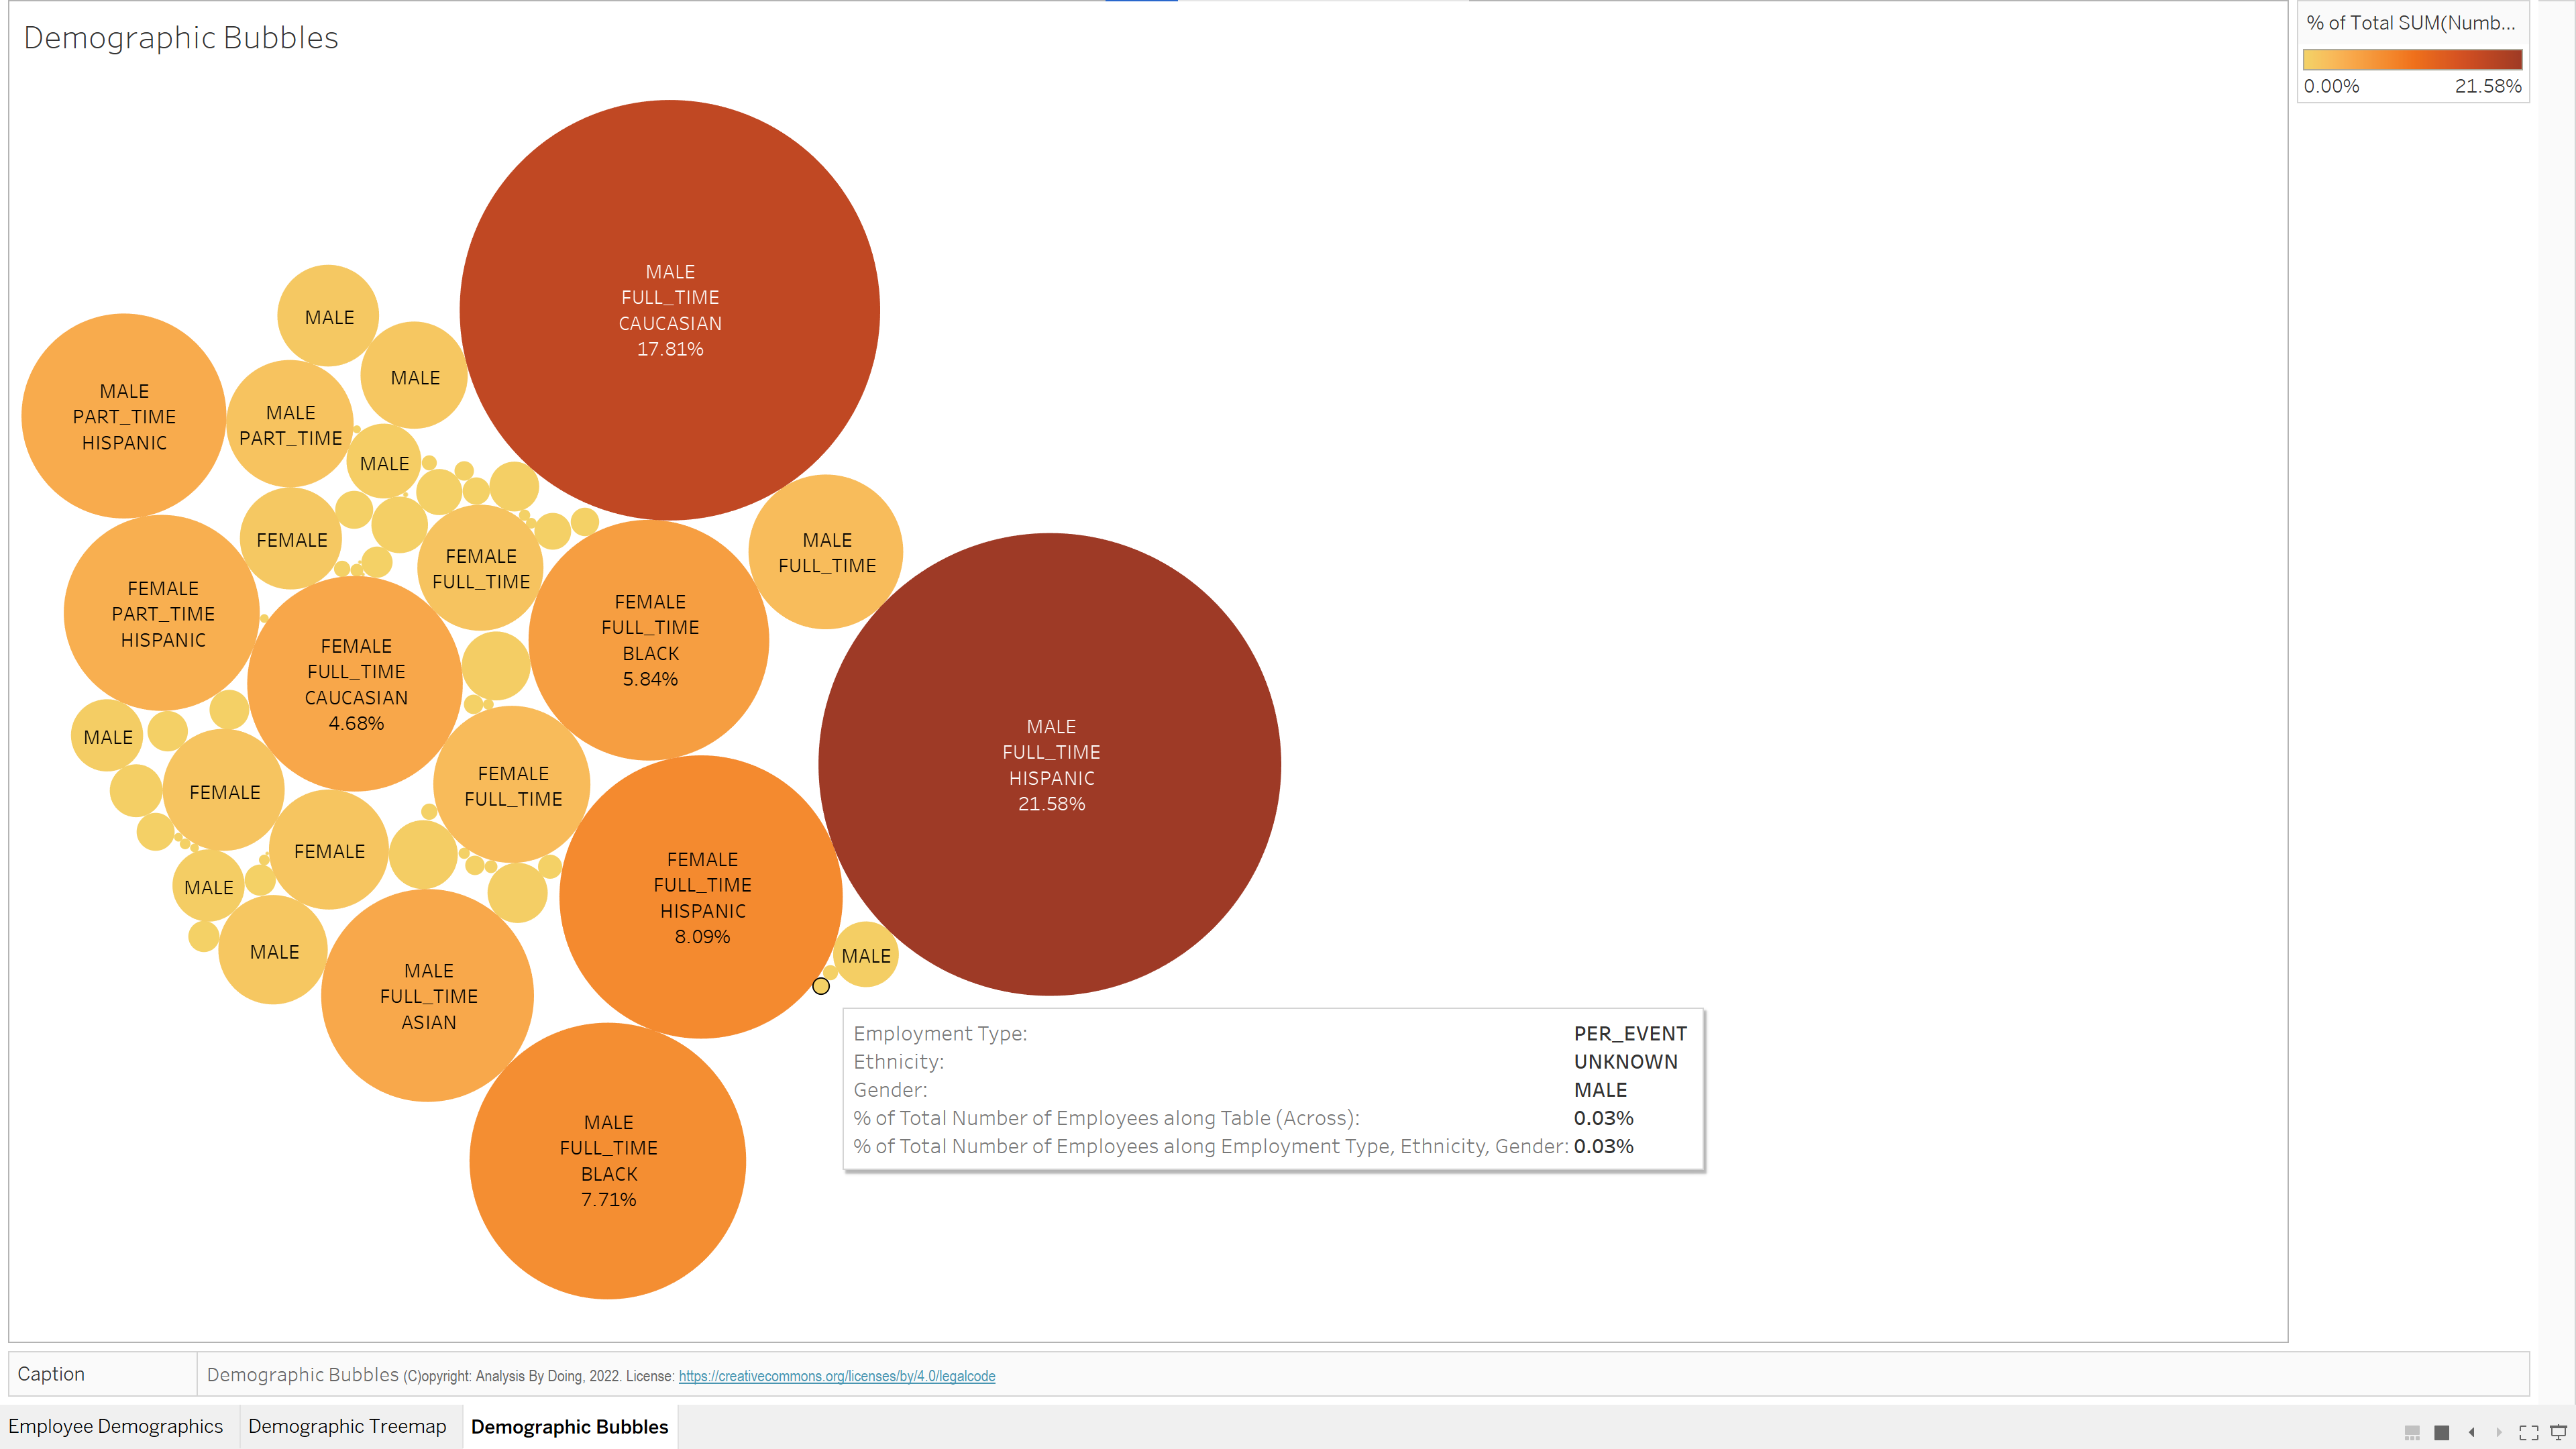 Demographic Bubbles
% of Total SUM(Numb...
0.00% 21.58%
MALE
FULL_TIME
CAUCASIAN
17.81%
MALE
MALE
MALE
PART_TIME
HISPANIC
MALE
PART_TIME
MALE
FEMALE
FEMALE
FULL_TIME
MALE
FULL_TIME
FEMALE
PART_TIME
HISPANIC
FEMALE
FULL_TIME
BLACK
5.84%
FEMALE
FULL_TIME
CAUCASIAN
4.68%
MALE
FULL_TIME
HISPANIC
21.58%
MALE
FEMALE
FEMALE
FULL_TIME
FEMALE
MALE
FEMALE
FULL_TIME
HISPANIC
8.09%
MALE
MALE
MALE
FULL_TIME
ASIAN
MALE
FULL_TIME
BLACK
7.71%
Employment Type: PER_EVENT
Ethnicity: UNKNOWN
Gender: MALE
% of Total Number of Employees along Table (Across): 0.03%
% of Total Number of Employees along Employment Type, Ethnicity, Gender: 0.03%
Caption Demographic Bubbles (C)opyright: Analysis By Doing, 2022. License: https://creativecommons.org/licenses/by/4.0/legalcode
Employee Demographics Demographic Treemap Demographic Bubbles